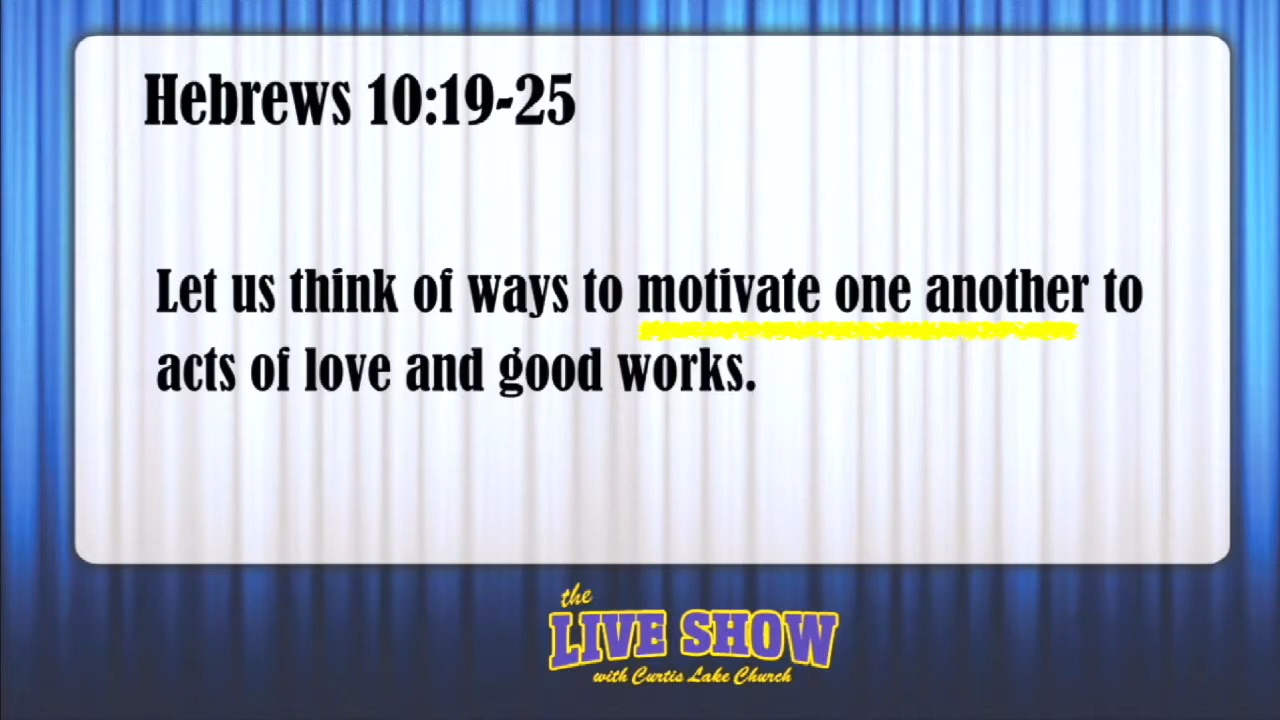 Hebrews 10:19-25
Let us think of ways to motivate one another to
acts of love and good works.
the
LIVE SHOW
with Curtis Lake Church